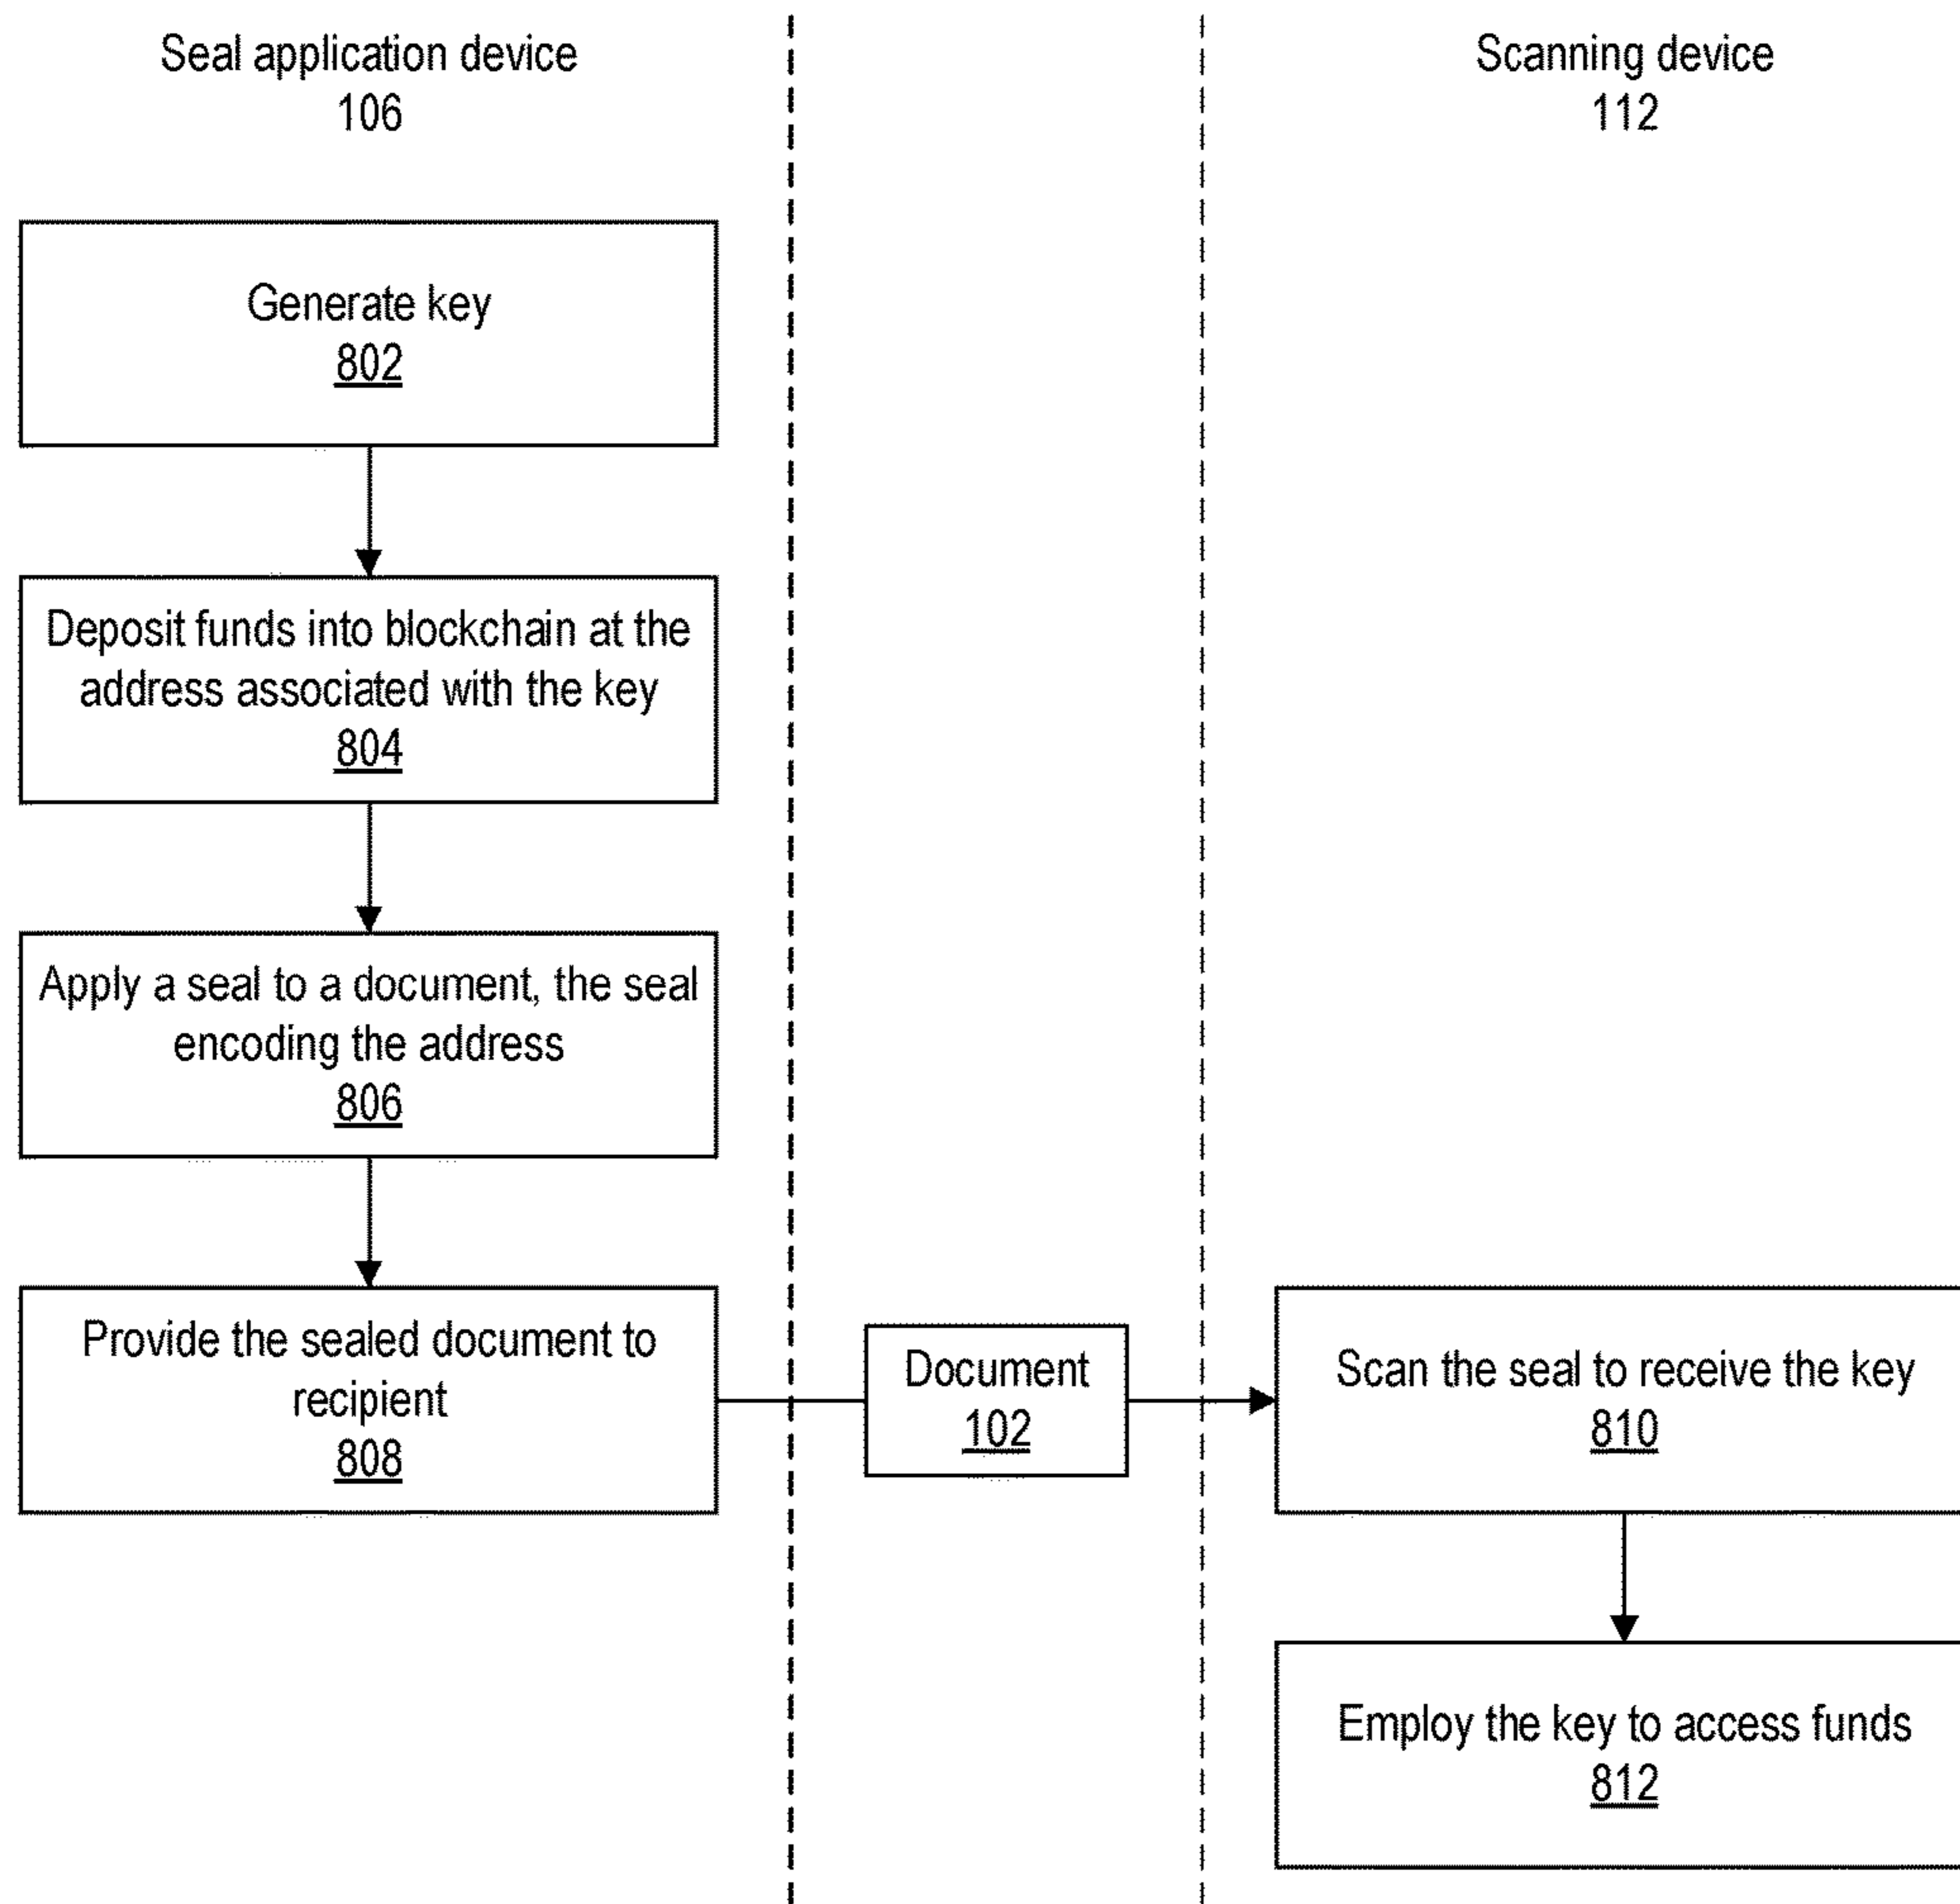 Seal application device
106
Scanning device
112
Generate key
802
Deposit funds into blockchain at the
address associated with the key
804
Apply a seal to a document, the seal
encoding the address
806
Provide the sealed document to
recipient
808
Document
102
Scan the seal to receive the key
810
Employ the key to access funds
812